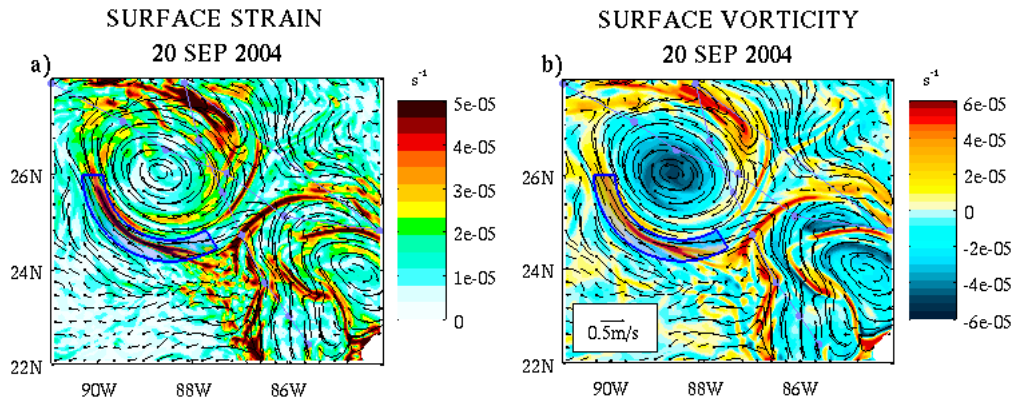 SURFACE STRAIN
20 SEP 2004
a)
s⁻¹
5e-05
4e-05
3e-05
2e-05
1e-05
0
26N
24N
22N
90W 88W 86W
SURFACE VORTICITY
20 SEP 2004
b)
s⁻¹
6e-05
4e-05
2e-05
0
-2e-05
-4e-05
-6e-05
26N
24N
22N
0.5m/s
90W 88W 86W